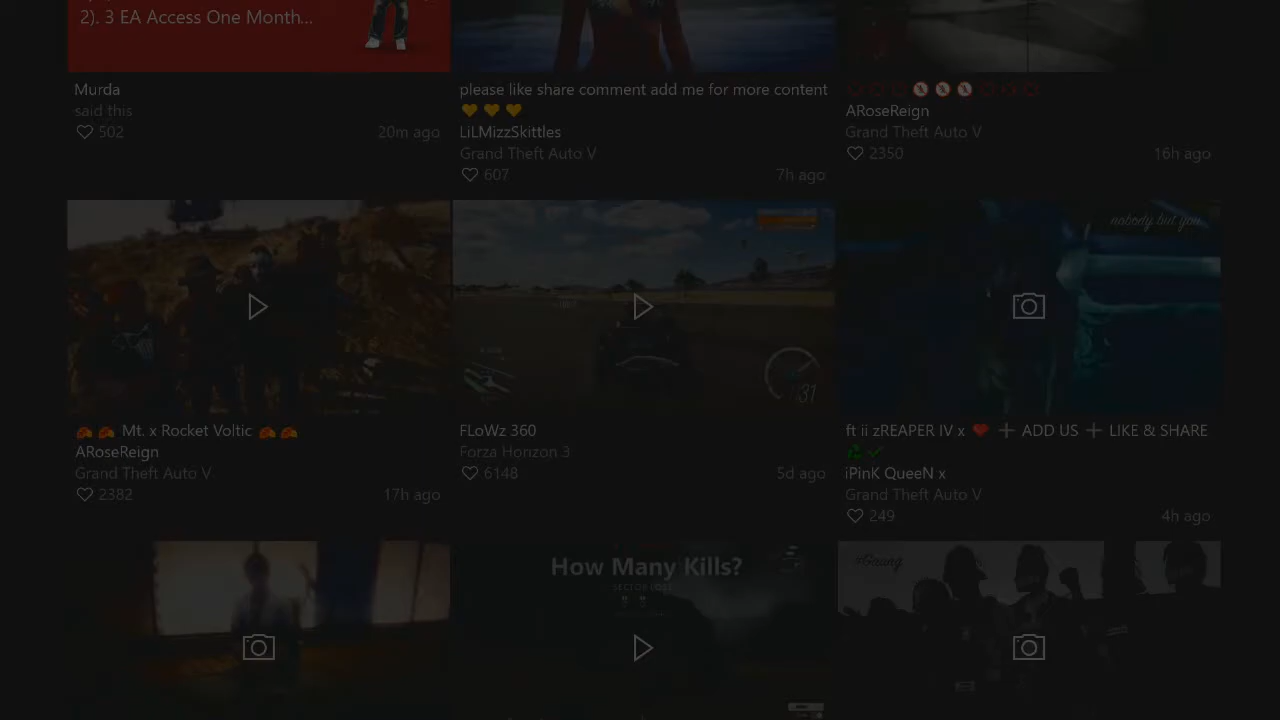 2). 3 EA Access One Month...
Murda
said this
502
20m ago
please like share comment add me for more content
LiLMizzSkittles
Grand Theft Auto V
607
7h ago
ARoseReign
Grand Theft Auto V
2350
16h ago
nobody but you
31
Mt. x Rocket Voltic
ARoseReign
Grand Theft Auto V
2382
17h ago
FLoWz 360
Forza Horizon 3
6148
5d ago
ft ii zREAPER IV x ❤ + ADD US + LIKE & SHARE
iPinK QueeN x
Grand Theft Auto V
249
4h ago
How Many Kills?
SECTOR LOST